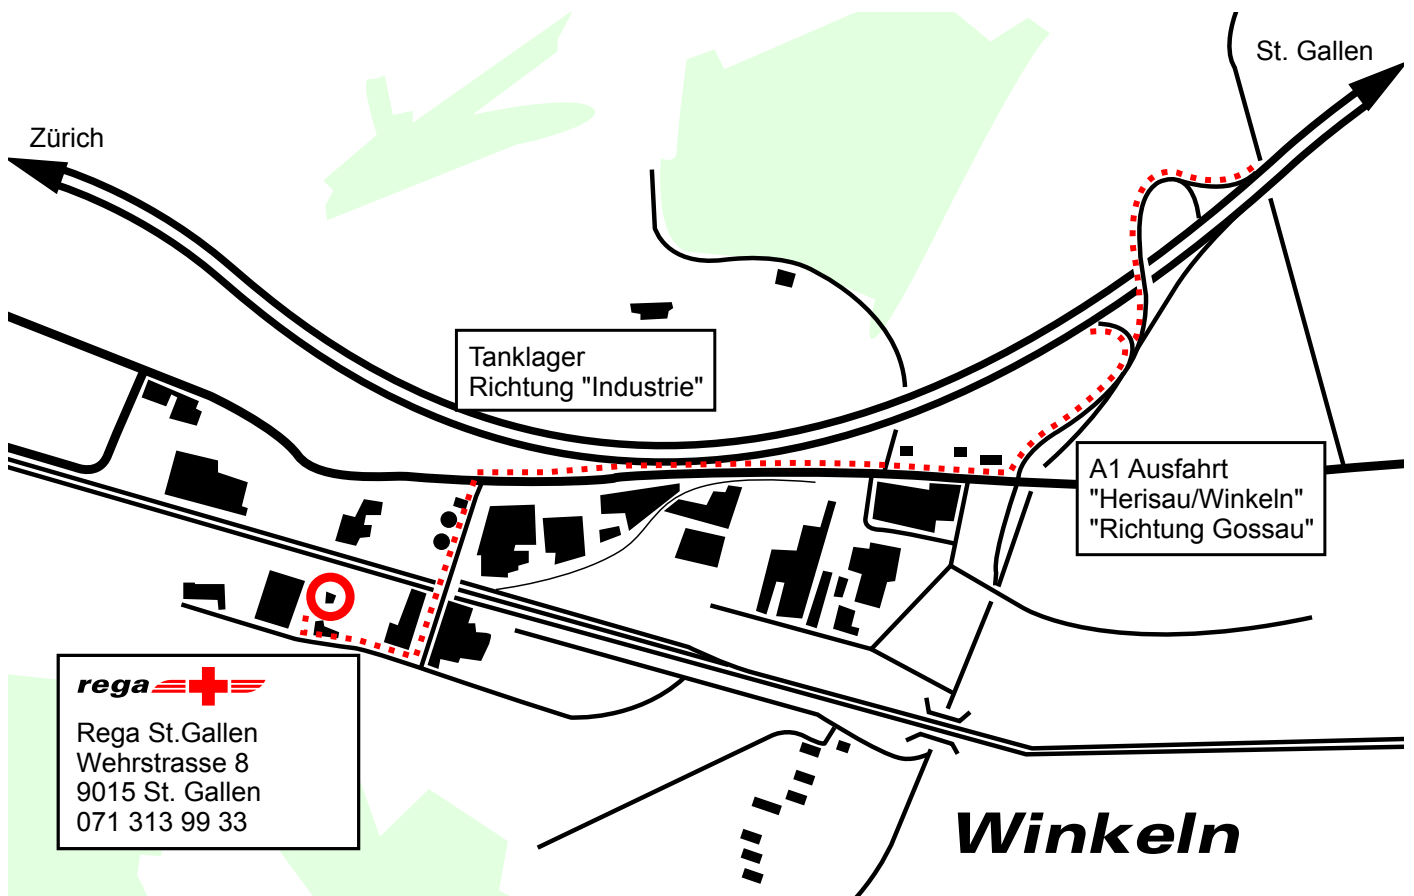 St. Gallen
Zürich
Tanklager
Richtung "Industrie"
A1 Ausfahrt
"Herisau/Winkeln"
"Richtung Gossau"
rega
Rega St.Gallen
Wehrstrasse 8
9015 St. Gallen
071 313 99 33
Winkeln